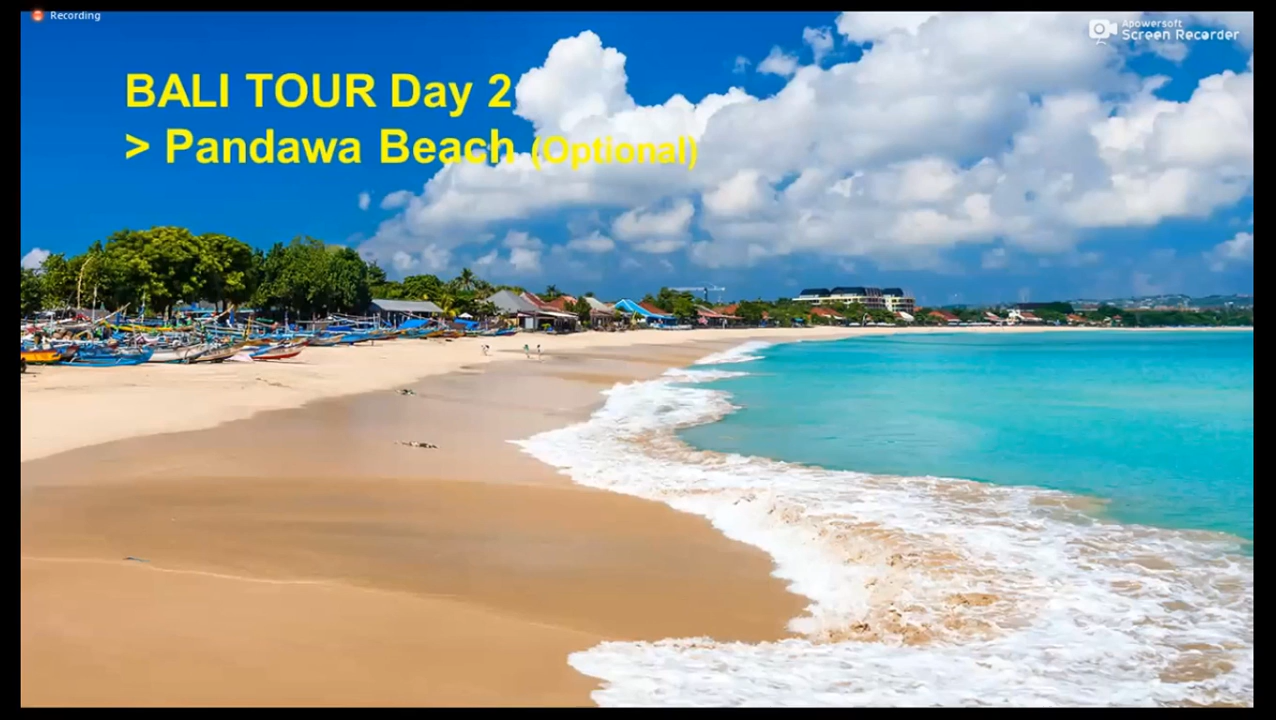 Recording
Apowersoft
Screen Recorder
BALI TOUR Day 2
> Pandawa Beach (Optional)